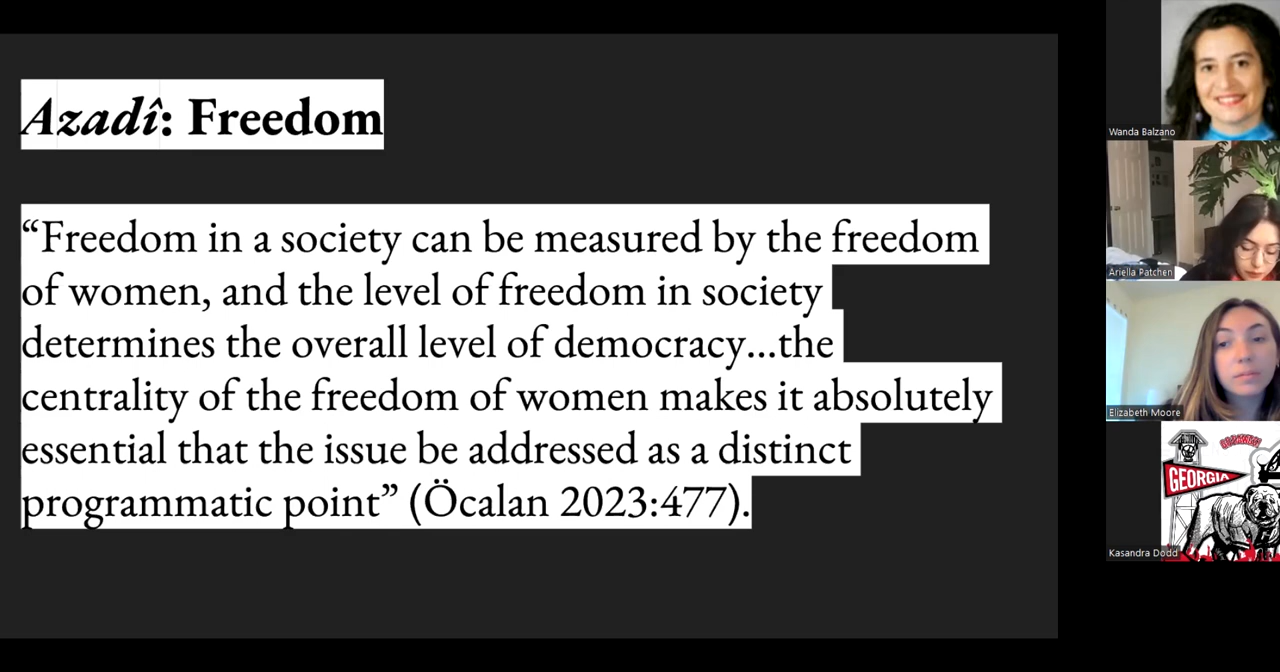 Azadî: Freedom
“Freedom in a society can be measured by the freedom
of women, and the level of freedom in society
determines the overall level of democracy...the
centrality of the freedom of women makes it absolutely
essential that the issue be addressed as a distinct
programmatic point” (Öcalan 2023:477).
Wanda Balzano
Ariella Patchen
Elizabeth Moore
GEORGIA
Kasandra Dodd